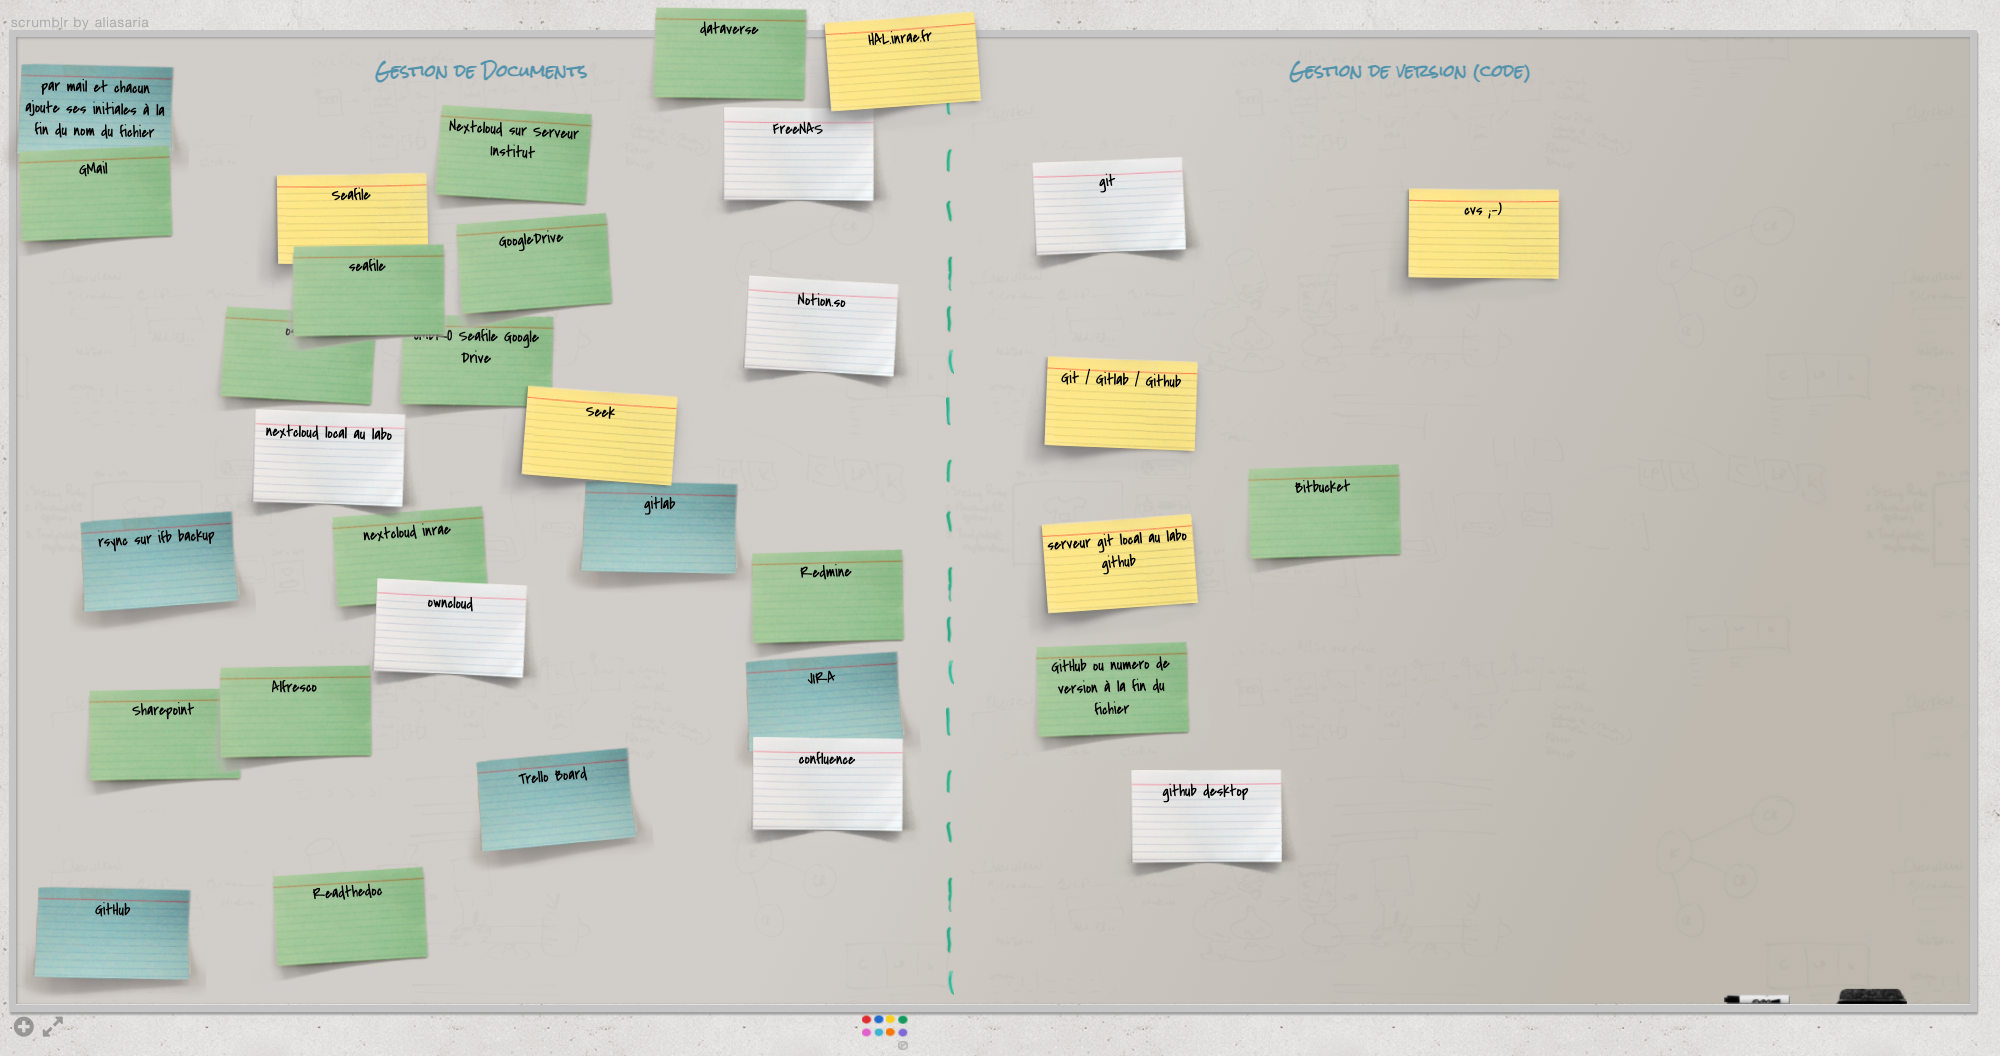 scrumblr by aliasaria
Gestion de Documents
Gestion de version (code)
dataverse
HAL.inrae.fr
par mail et chacun
ajoute ses initiales à la
fin du nom du fichier
GMail
Nextcloud sur Serveur
Institut
FreeNAS
Seafile
seafile
GoogleDrive
Seafile Google
Drive
Notion.so
nextcloud local au labo
Seek
gitlab
rsync sur ifb backup
nextcloud inrae
owncloud
Redmine
JIRA
confluence
Sharepoint
Alfresco
Trello Board
GitHub
Readthedoc
git
cvs ;-)
Git / Gitlab / Github
Bitbucket
serveur git local au labo
github
GitHub ou numero de
version à la fin du
fichier
github desktop